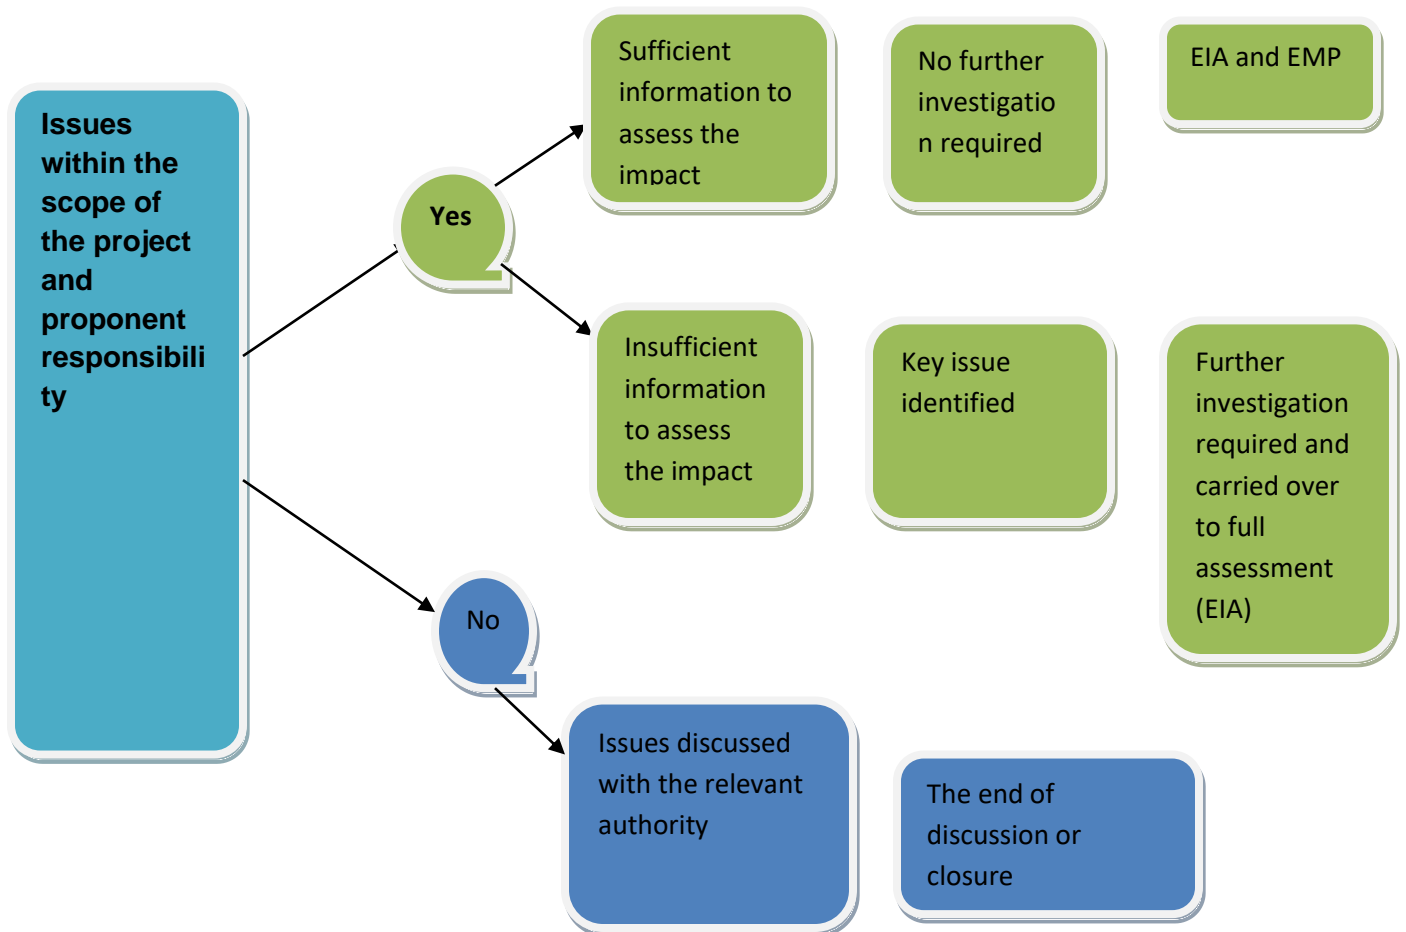 Issues
within the
scope of
the project
and
proponent
responsibili
ty
Yes
Sufficient
information to
assess the
impact
No further
investigatio
n required
EIA and EMP
Insufficient
information
to assess
the impact
Key issue
identified
Further
investigation
required and
carried over
to full
assessment
(EIA)
No
Issues discussed
with the relevant
authority
The end of
discussion or
closure